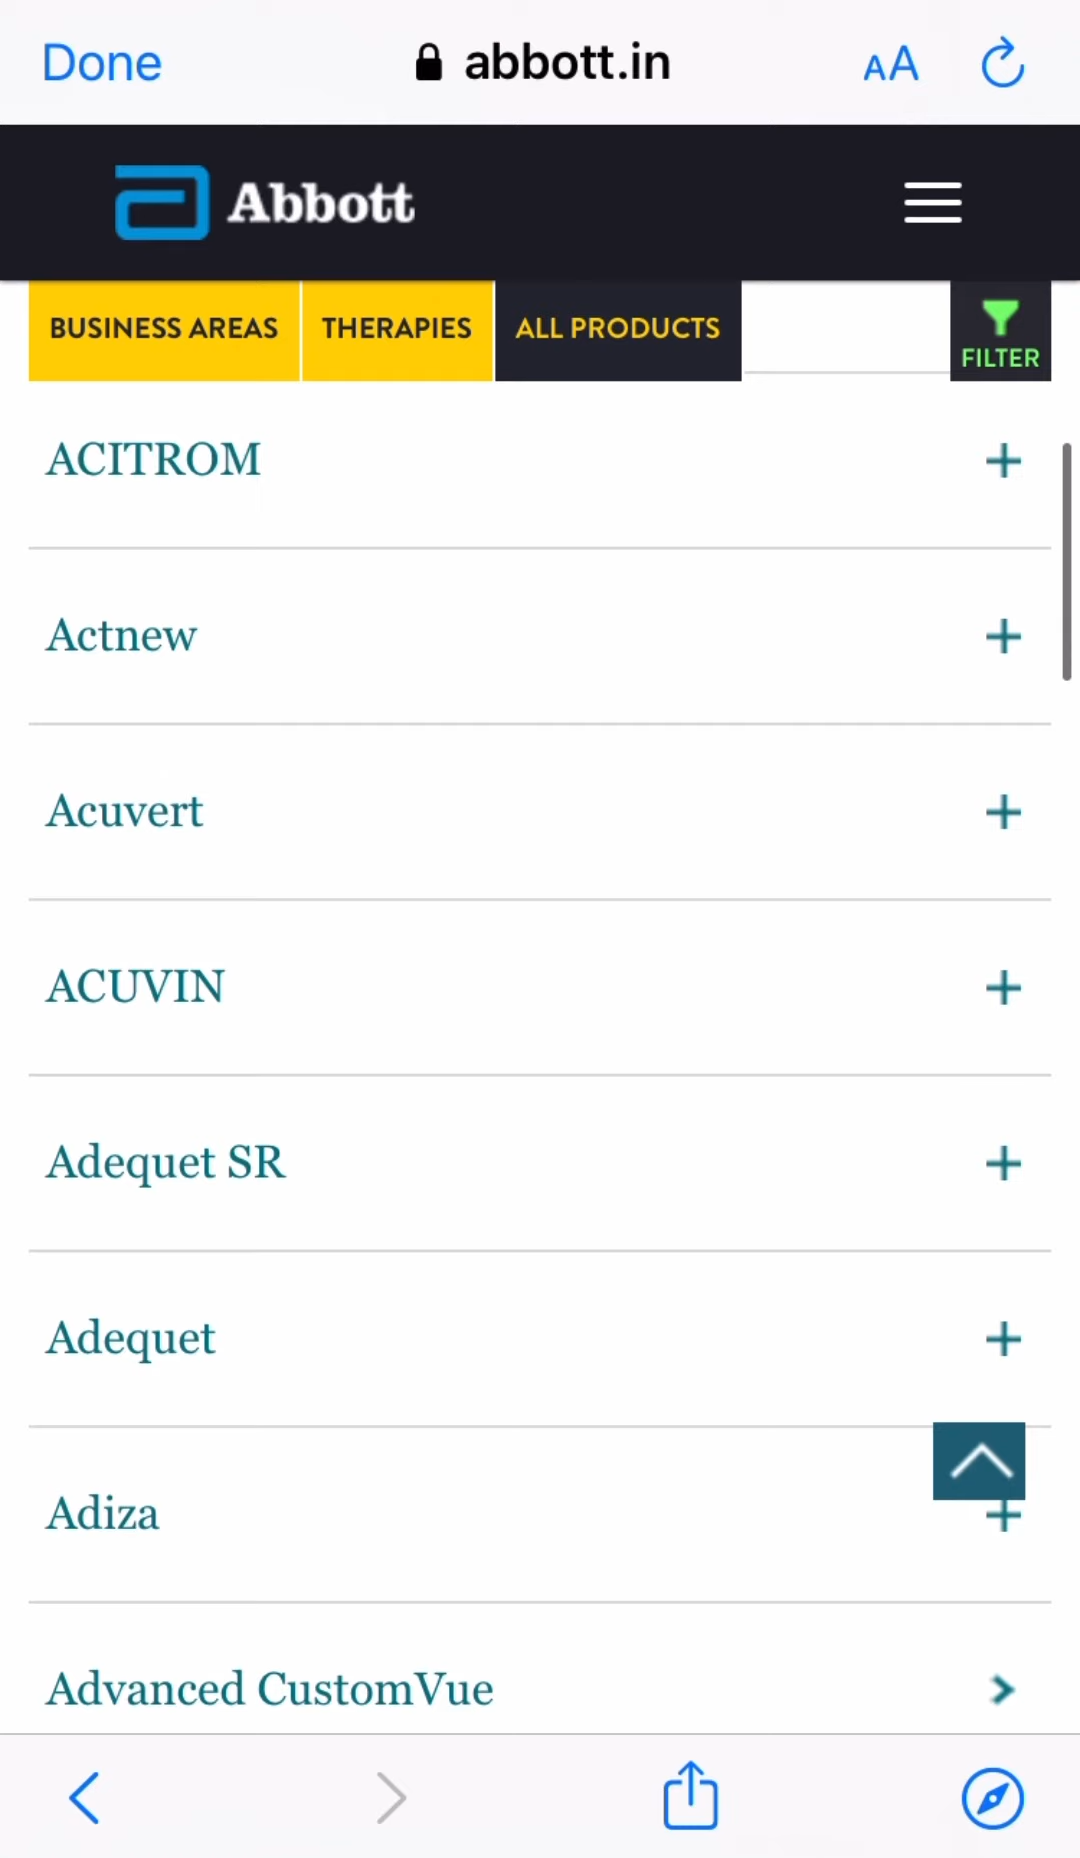 Done
abbott.in
AA
Abbott
BUSINESS AREAS
THERAPIES
ALL PRODUCTS
FILTER
ACITROM
Actnew
Acuvert
ACUVIN
Adequet SR
Adequet
Adiza
Advanced CustomVue